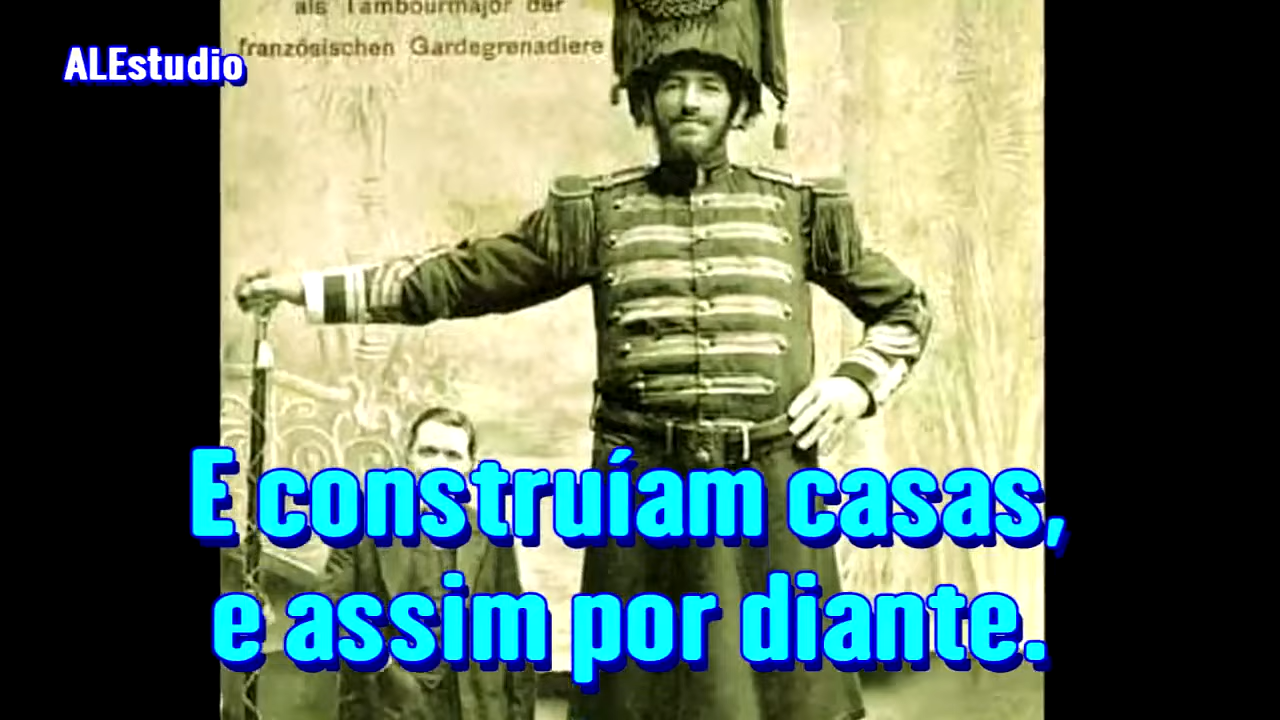 als Tambourmajor der
französischen Gardegrenadiere
ALEstudio
E construíam casas,
e assim por diante.